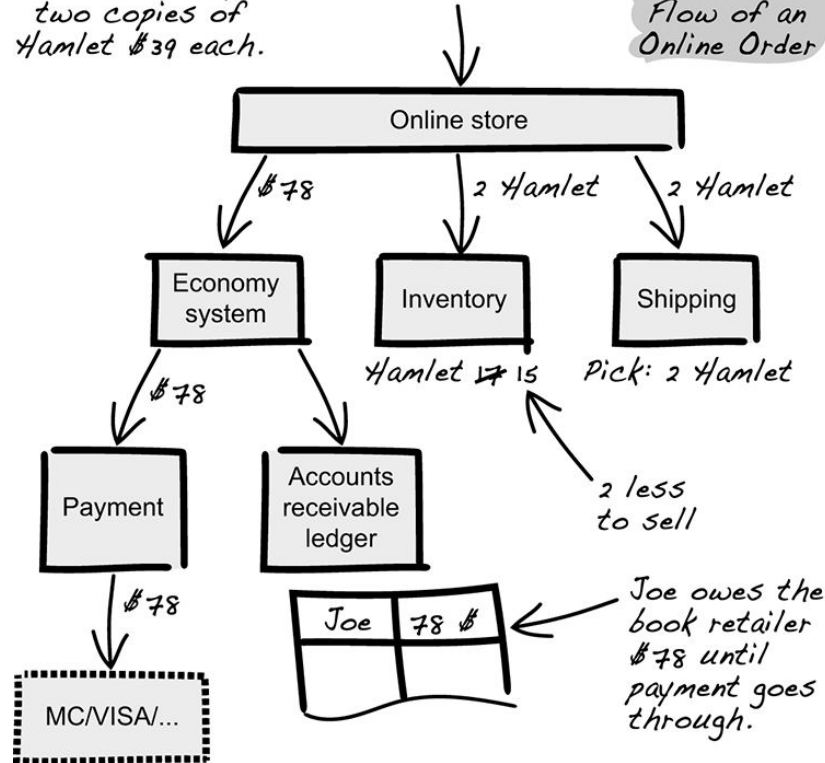 two copies of
Hamlet $39 each.
Flow of an
Online Order
Online store
$78
2 Hamlet
2 Hamlet
Economy
system
Inventory
Shipping
Hamlet 17 15
Pick: 2 Hamlet
$78
2 less
to sell
Payment
Accounts
receivable
ledger
$78
Joe
78 $
Joe owes the
book retailer
$78 until
payment goes
through.
MC/VISA/...